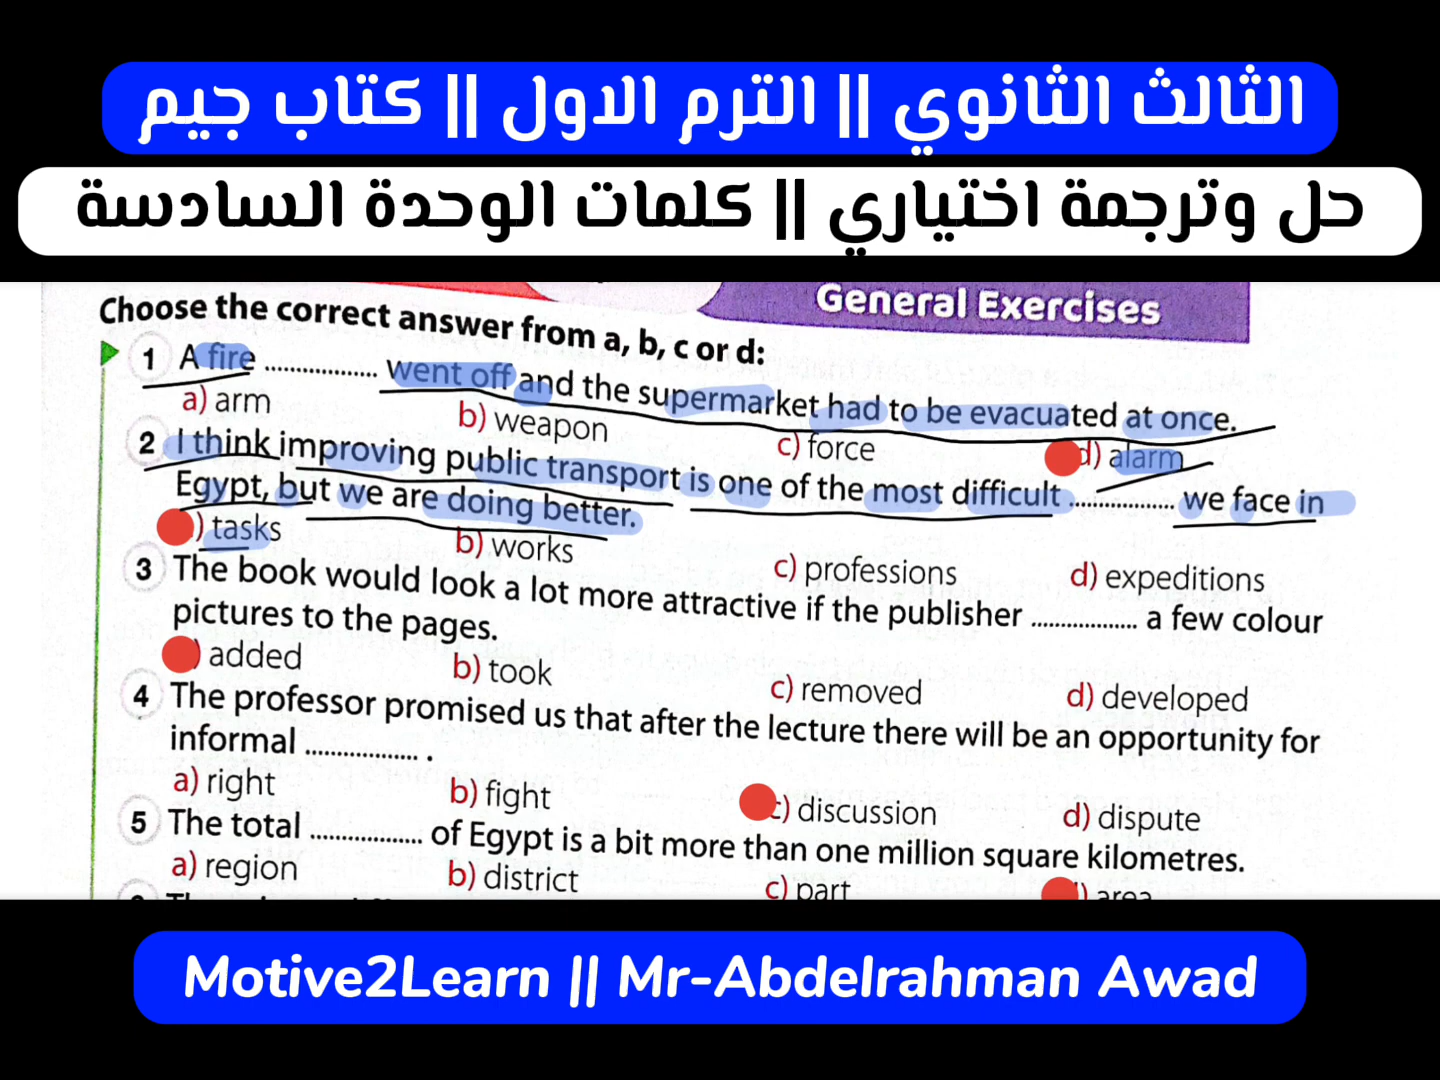 الثالث الثانوي || الترم الاول || كتاب جيم
حل وترجمة اختياري || كلمات الوحدة السادسة
General Exercises
Choose the correct answer from a, b, c or d:
1 A fire .................. went off and the supermarket had to be evacuated at once.
a) arm b) weapon c) force d) alarm
2 I think improving public transport is one of the most difficult ................. we face in
Egypt, but we are doing better.
) tasks b) works c) professions d) expeditions
3 The book would look a lot more attractive if the publisher ................. a few colour
pictures to the pages.
) added b) took c) removed d) developed
4 The professor promised us that after the lecture there will be an opportunity for
informal .................. .
a) right b) fight c) discussion d) dispute
5 The total .................. of Egypt is a bit more than one million square kilometres.
a) region b) district c) part d) area
Motive2Learn || Mr-Abdelrahman Awad